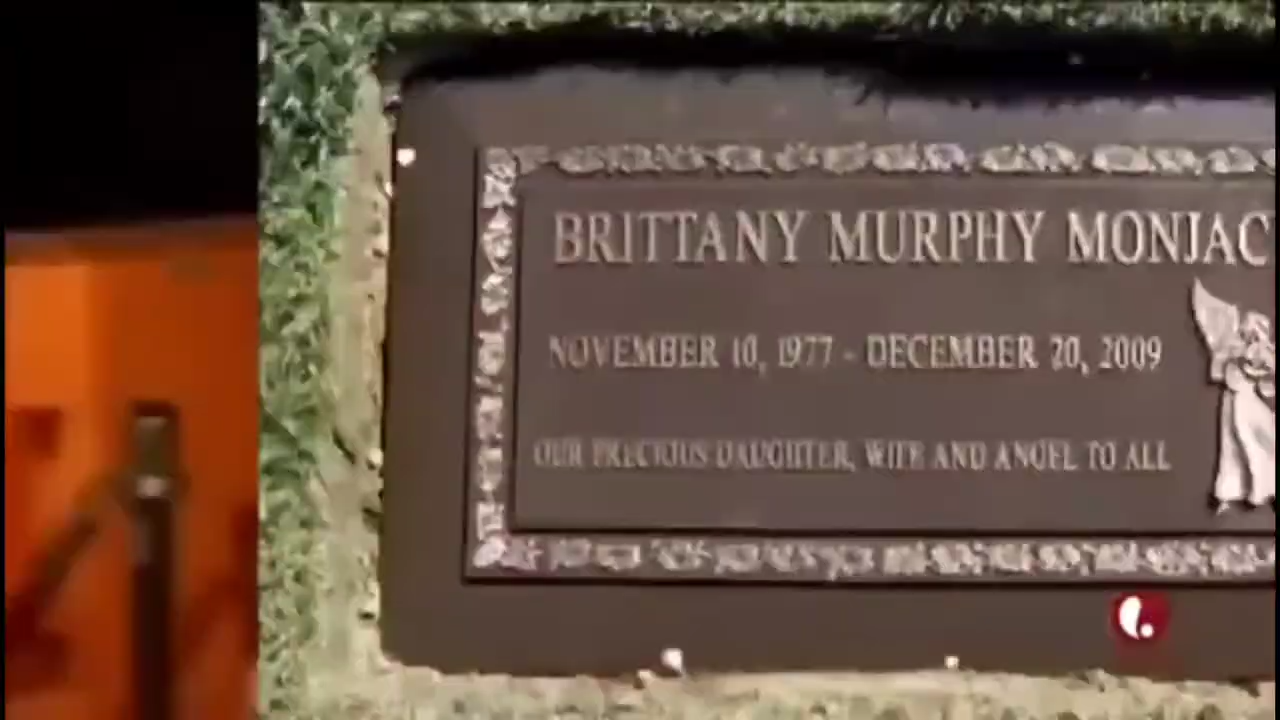 BRITTANY MURPHY MONJAC
NOVEMBER 10, 1977 - DECEMBER 20, 2009
OUR PRECIOUS DAUGHTER, WIFE AND ANGEL TO ALL